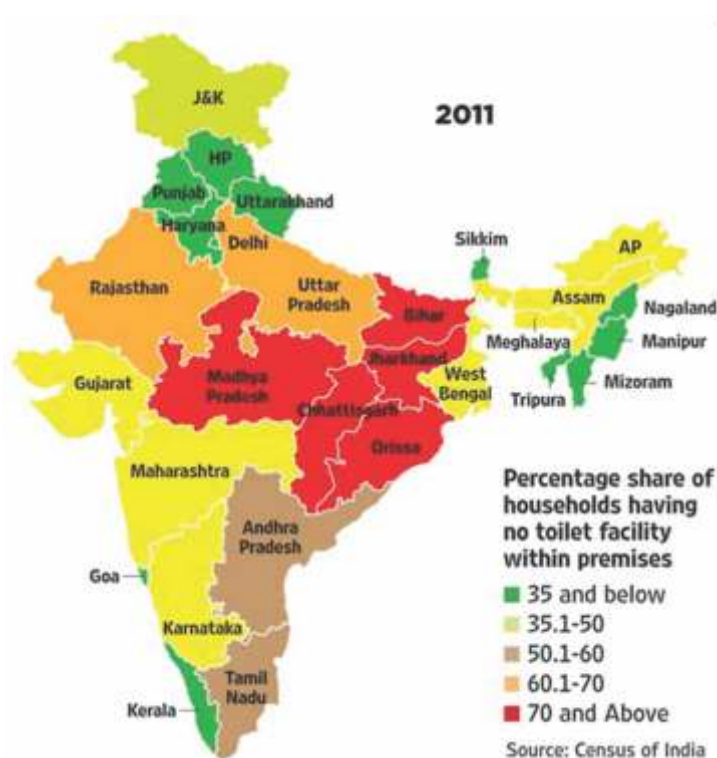 2011
J&K
HP
Punjab
Uttarakhand
Haryana
Delhi
Rajasthan
Uttar
Pradesh
Sikkim
AP
Assam
Nagaland
Meghalaya
Manipur
Mizoram
Tripura
Bihar
Jharkhand
West
Bengal
Gujarat
Madhya
Pradesh
Chhattisgarh
Orissa
Maharashtra
Andhra
Pradesh
Goa
Karnataka
Tamil
Nadu
Kerala
Percentage share of
households having
no toilet facility
within premises
35 and below
35.1-50
50.1-60
60.1-70
70 and Above
Source: Census of India